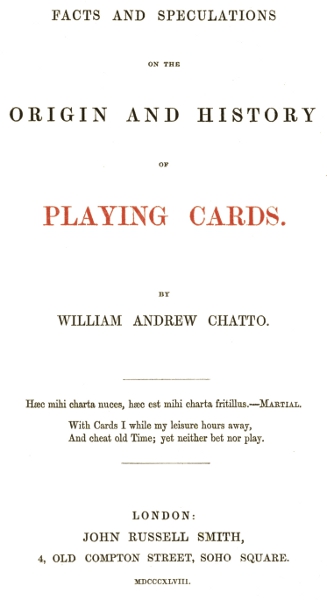 FACTS AND SPECULATIONS
ON THE
ORIGIN AND HISTORY
OF
PLAYING CARDS.
BY
WILLIAM ANDREW CHATTO.
Hæc mihi charta nuces, hæc est mihi charta fritillus.—MARTIAL.
With Cards I while my leisure hours away,
And cheat old Time; yet neither bet nor play.
LONDON:
JOHN RUSSELL SMITH,
4, OLD COMPTON STREET, SOHO SQUARE.
MDCCCXLVIII.